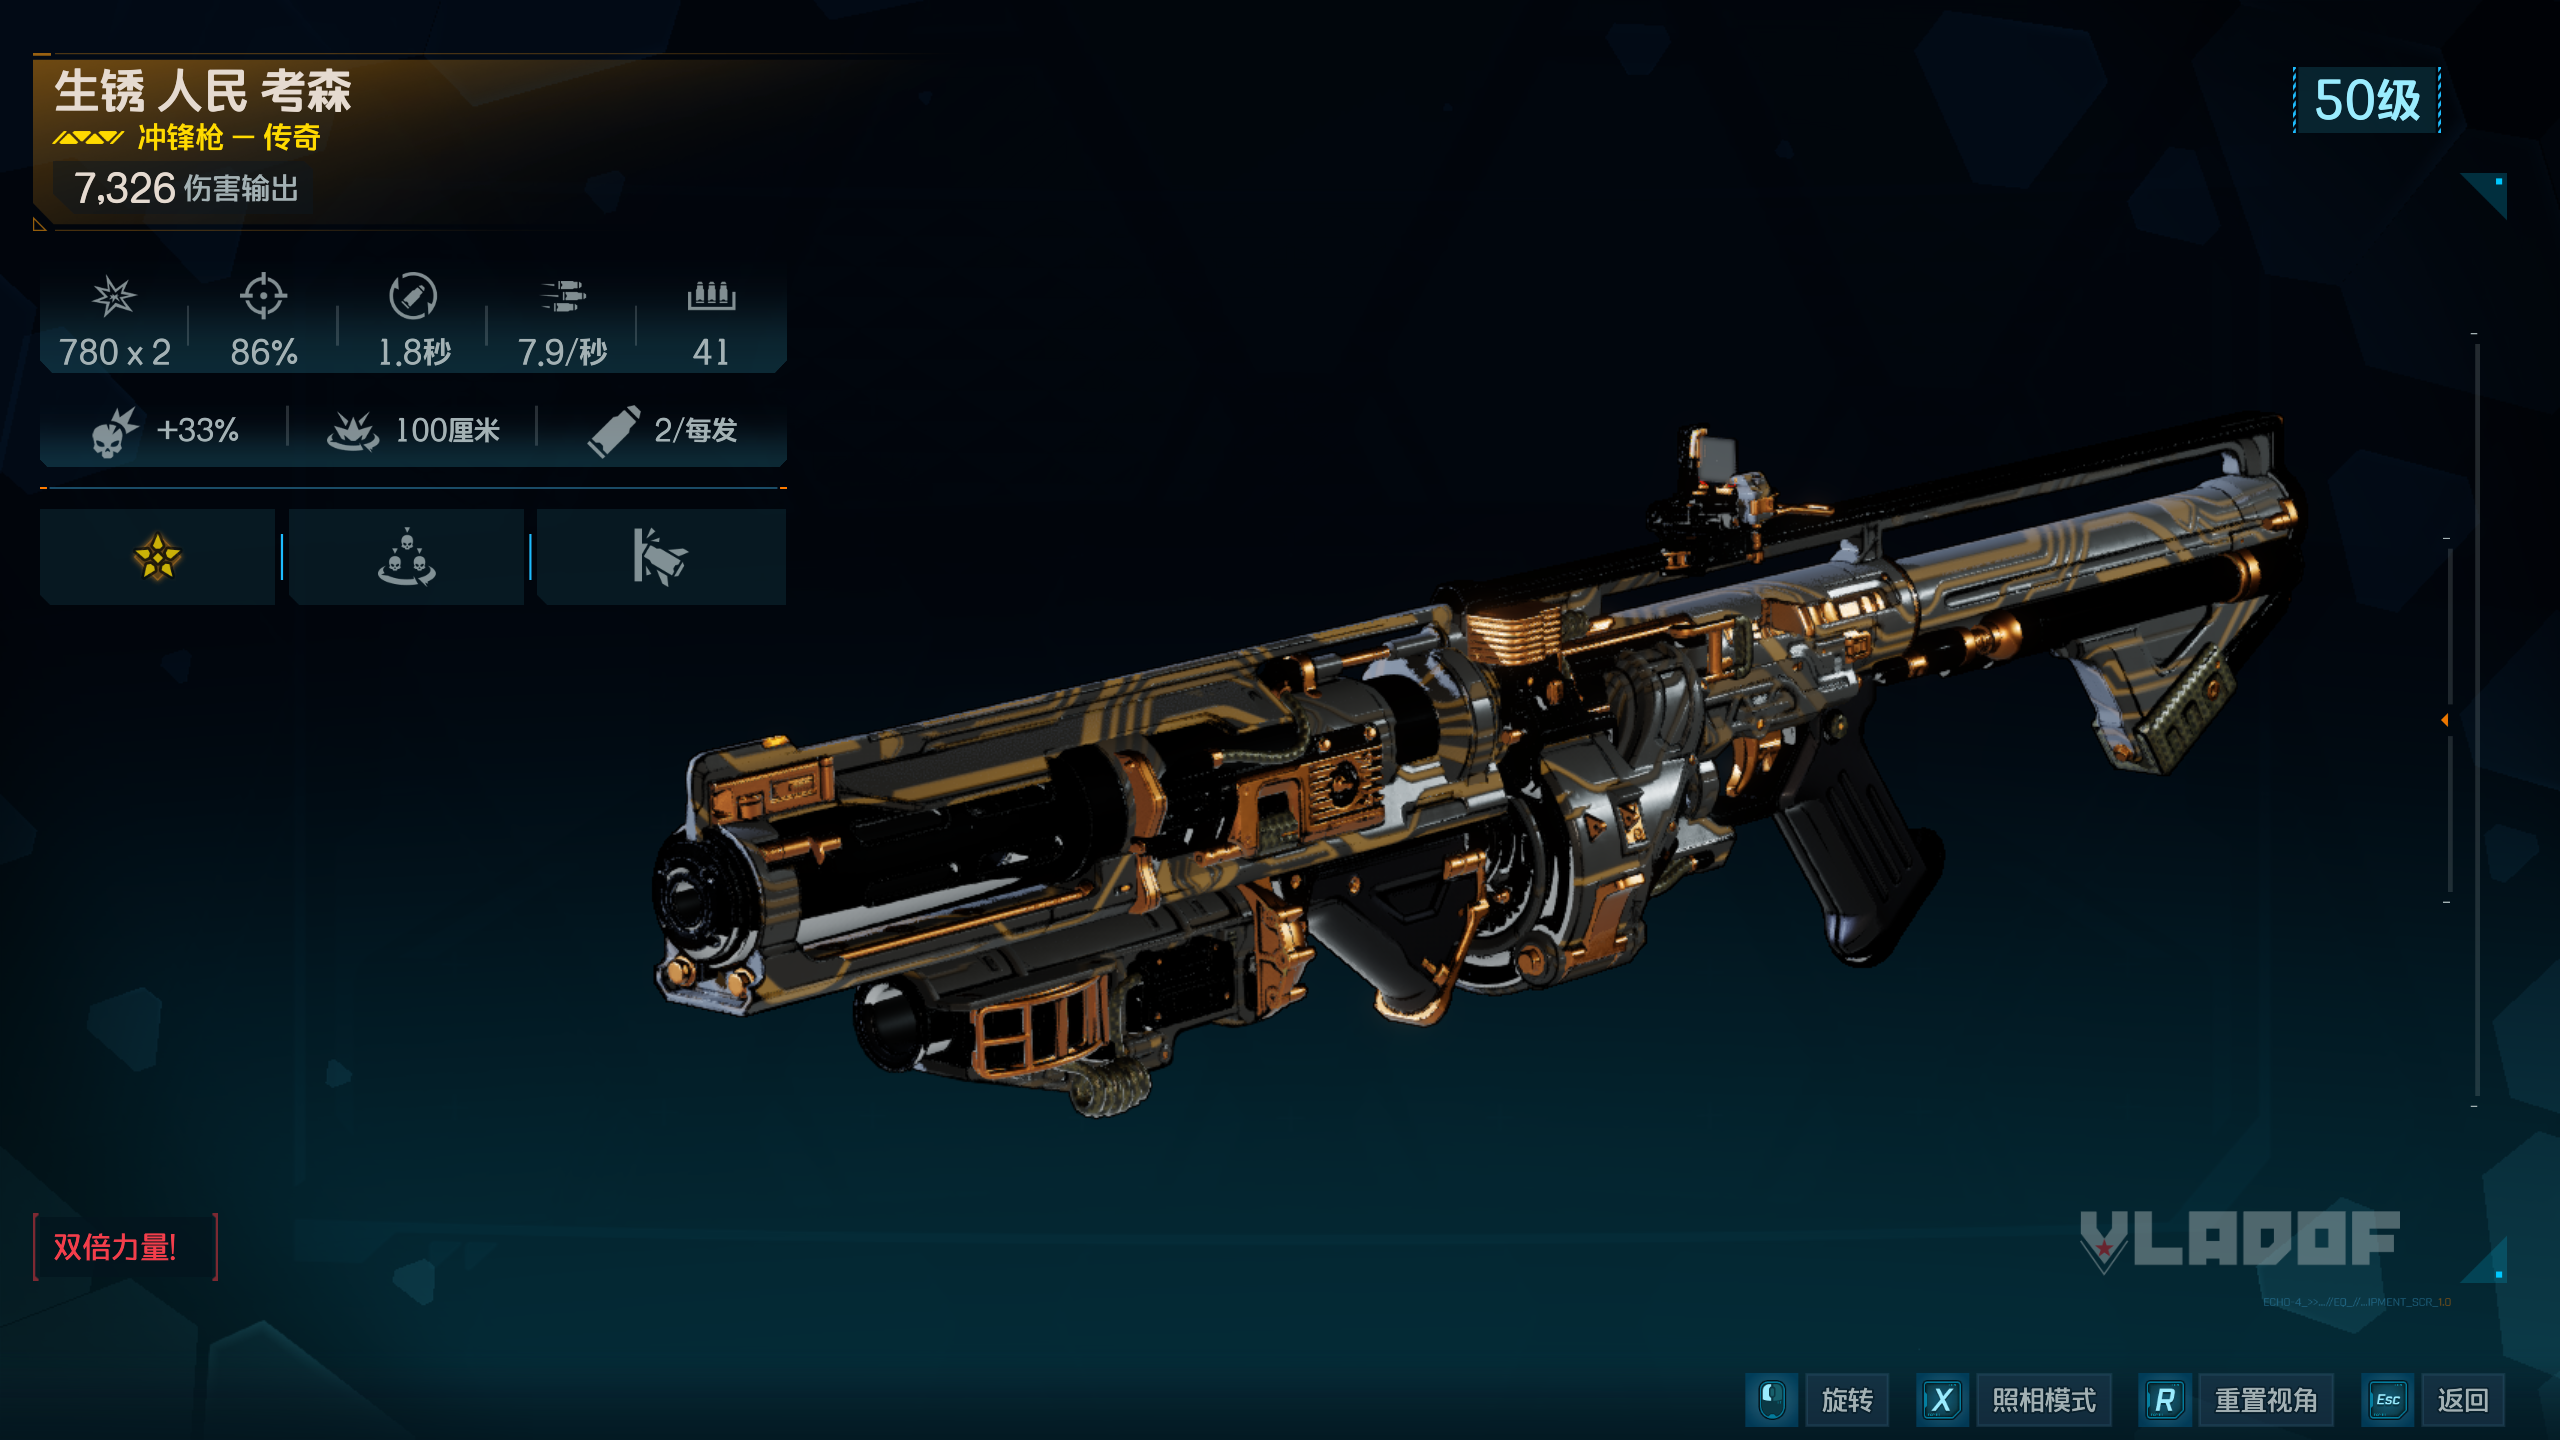 生锈 人民 考森
冲锋枪 – 传奇
7,326 伤害输出
50级
780 x 2
86%
1.8秒
7.9/秒
41
+33%
100厘米
2/每发
双倍力量!
VLADOF
旋转
X 照相模式
R 重置视角
Esc 返回